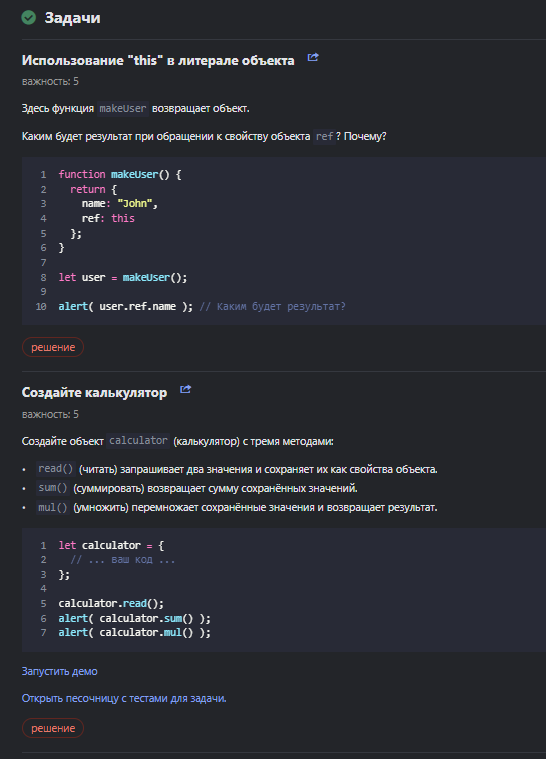 Задачи
Использование "this" в литерале объекта
важность: 5
Здесь функция makeUser возвращает объект.
Каким будет результат при обращении к свойству объекта ref? Почему?
1 function makeUser() {
2   return {
3     name: "John",
4     ref: this
5   };
6 }
7
8 let user = makeUser();
9
10 alert( user.ref.name ); // Каким будет результат?
решение
Создайте калькулятор
важность: 5
Создайте объект calculator (калькулятор) с тремя методами:
• read() (читать) запрашивает два значения и сохраняет их как свойства объекта.
• sum() (суммировать) возвращает сумму сохранённых значений.
• mul() (умножить) перемножает сохранённые значения и возвращает результат.
1 let calculator = {
2   // ... ваш код ...
3 };
4
5 calculator.read();
6 alert( calculator.sum() );
7 alert( calculator.mul() );
Запустить демо
Открыть песочницу с тестами для задачи.
решение